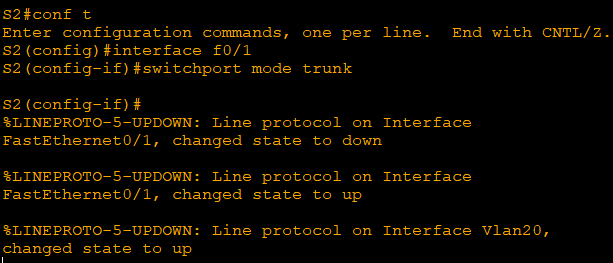 S2#conf t
Enter configuration commands, one per line.  End with CNTL/Z.
S2(config)#interface f0/1
S2(config-if)#switchport mode trunk
S2(config-if)#
%LINEPROTO-5-UPDOWN: Line protocol on Interface
FastEthernet0/1, changed state to down
%LINEPROTO-5-UPDOWN: Line protocol on Interface
FastEthernet0/1, changed state to up
%LINEPROTO-5-UPDOWN: Line protocol on Interface Vlan20,
changed state to up